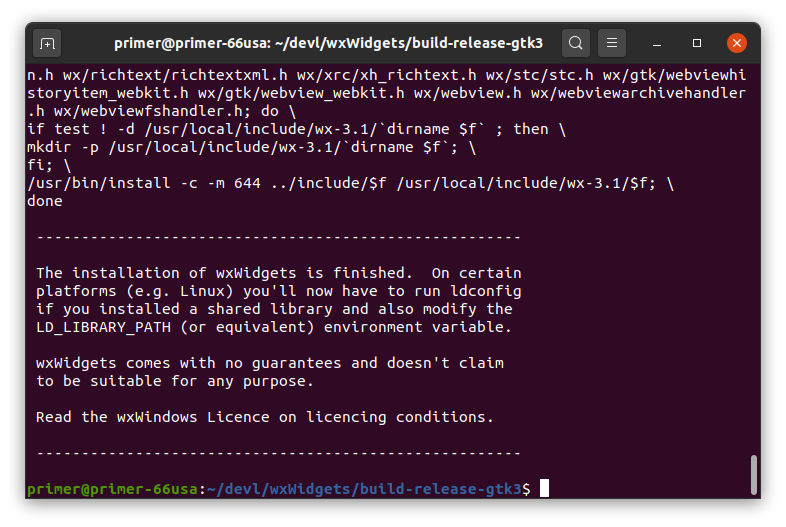 primer@primer-66usa: ~/devl/wxWidgets/build-release-gtk3
n.h wx/richtext/richtextxml.h wx/xrc/xh_richtext.h wx/stc/stc.h wx/gtk/webviewhi
storyitem_webkit.h wx/gtk/webview_webkit.h wx/webview.h wx/webviewarchivehandler
.h wx/webviewfshandler.h; do \
if test ! -d /usr/local/include/wx-3.1/`dirname $f` ; then \
mkdir -p /usr/local/include/wx-3.1/`dirname $f`; \
fi; \
/usr/bin/install -c -m 644 ../include/$f /usr/local/include/wx-3.1/$f; \
done
------------------------------------------------------
The installation of wxWidgets is finished.  On certain
platforms (e.g. Linux) you'll now have to run ldconfig
if you installed a shared library and also modify the
LD_LIBRARY_PATH (or equivalent) environment variable.
wxWidgets comes with no guarantees and doesn't claim
to be suitable for any purpose.
Read the wxWindows Licence on licencing conditions.
------------------------------------------------------
primer@primer-66usa:~/devl/wxWidgets/build-release-gtk3$